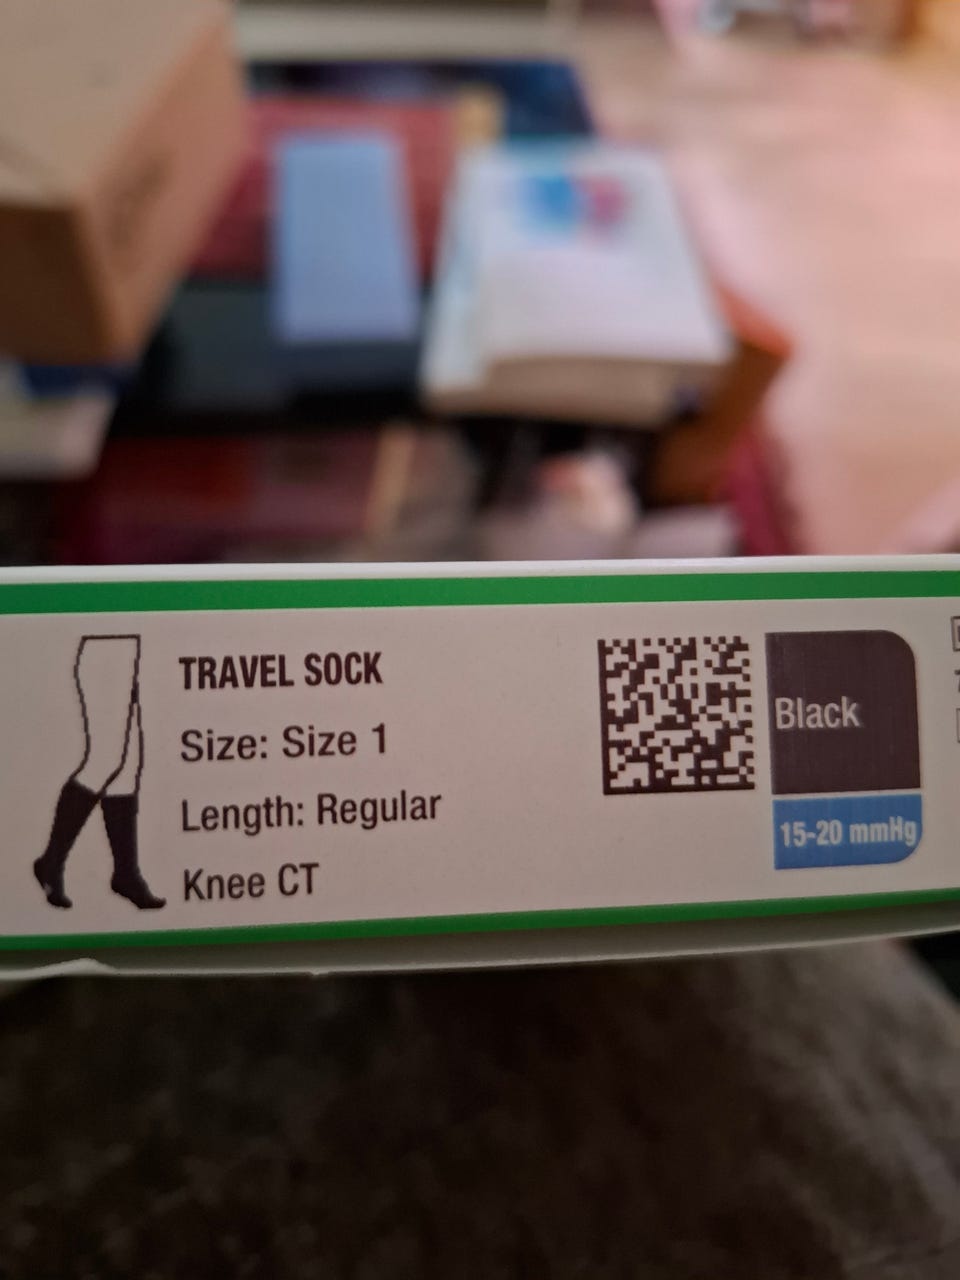 TRAVEL SOCK
Size: Size 1
Length: Regular
Knee CT
Black
15-20 mmHg